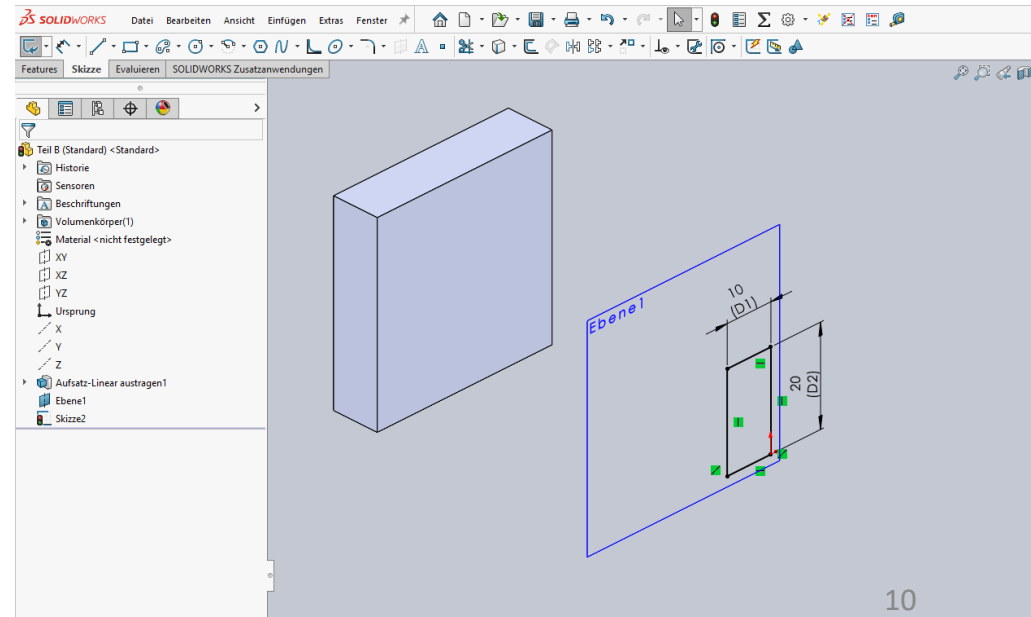 SOLIDWORKS Datei Bearbeiten Ansicht Einfügen Extras Fenster
Features Skizze Evaluieren SOLIDWORKS Zusatzanwendungen
Teil B (Standard) <Standard>
Historie
Sensoren
Beschriftungen
Volumenkörper(1)
Material <nicht festgelegt>
XY
XZ
YZ
Ursprung
X
Y
Z
Aufsatz-Linear austragen1
Ebene1
Skizze2
Ebene1
10
(D1)
20
(D2)
10